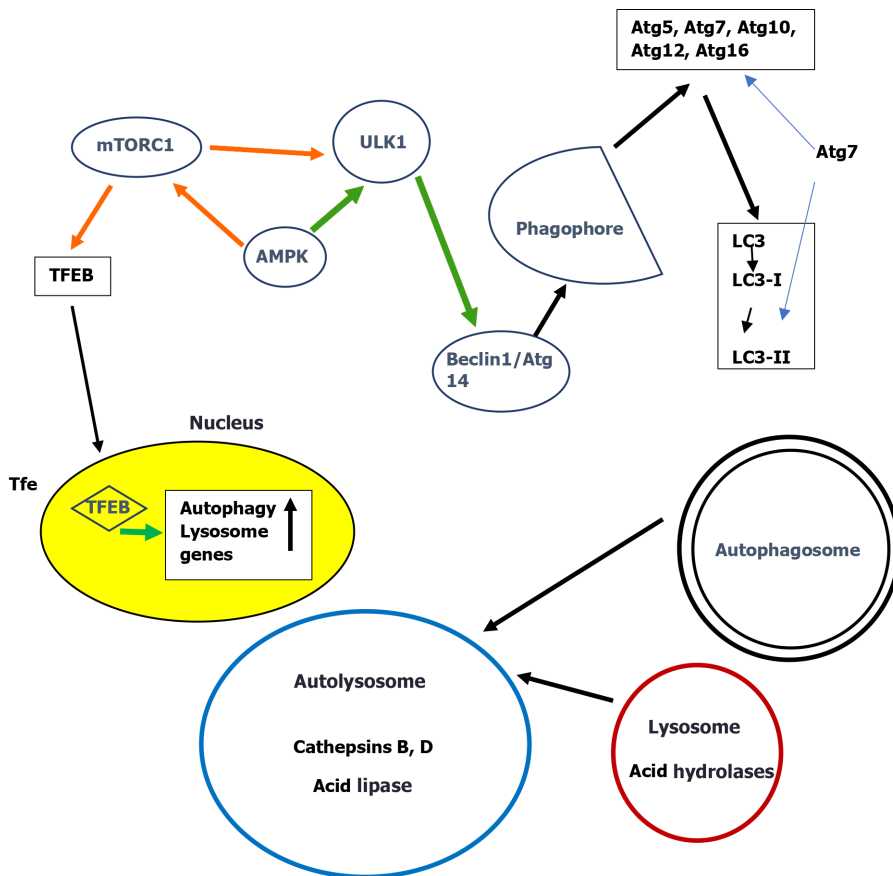 Atg5, Atg7, Atg10,
Atg12, Atg16
mTORC1
ULK1
Atg7
Phagophore
AMPK
TFEB
LC3
LC3-I
LC3-II
Beclin1/Atg
14
Nucleus
Tfe
TFEB
Autophagy
Lysosome
genes
Autophagosome
Autolysosome
Cathepsins B, D
Acid lipase
Lysosome
Acid hydrolases